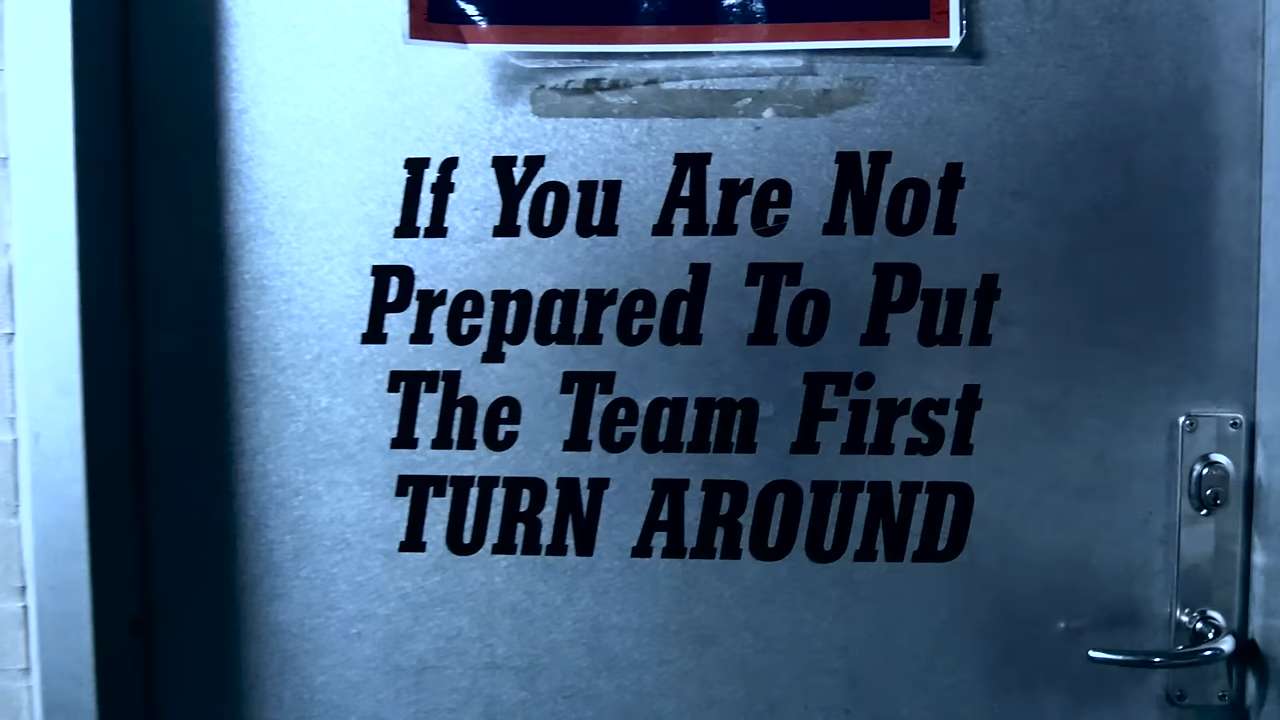 If You Are Not
Prepared To Put
The Team First
TURN AROUND